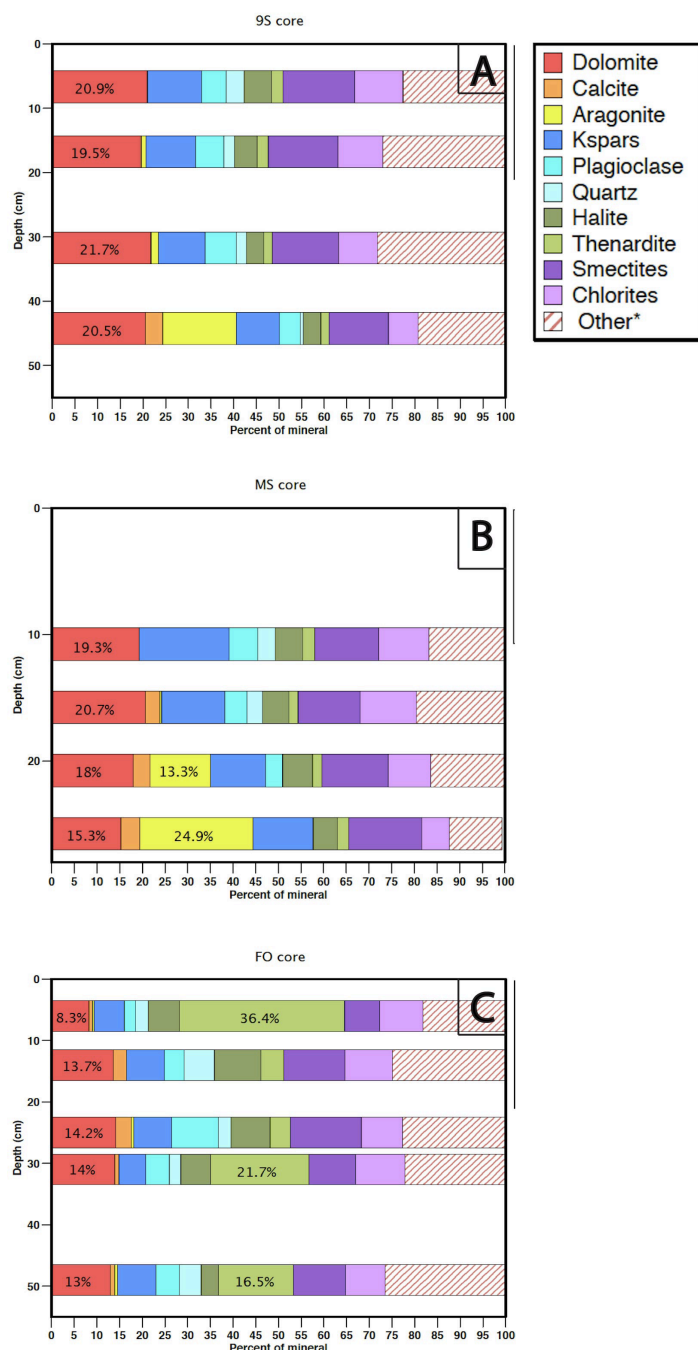 9S core
A
0
10
20
30
40
50
Depth (cm)
20.9%
19.5%
21.7%
20.5%
0 5 10 15 20 25 30 35 40 45 50 55 60 65 70 75 80 85 90 95 100
Percent of mineral
Dolomite
Calcite
Aragonite
Kspars
Plagioclase
Quartz
Halite
Thenardite
Smectites
Chlorites
Other*
MS core
B
0
10
20
Depth (cm)
19.3%
20.7%
18% 13.3%
15.3% 24.9%
0 5 10 15 20 25 30 35 40 45 50 55 60 65 70 75 80 85 90 95 100
Percent of mineral
FO core
C
0
10
20
30
40
50
Depth (cm)
8.3% 36.4%
13.7%
14.2%
14% 21.7%
13% 16.5%
0 5 10 15 20 25 30 35 40 45 50 55 60 65 70 75 80 85 90 95 100
Percent of mineral